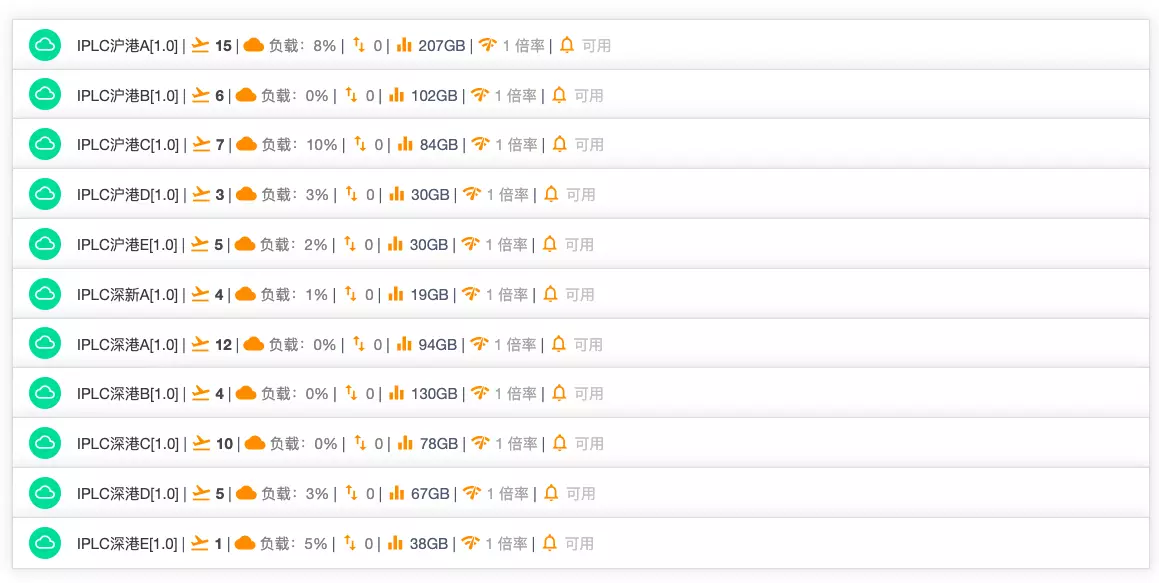 IPLC沪港A[1.0] | 15 | 负载：8% | 0 | 207GB | 1 倍率 | 可用
IPLC沪港B[1.0] | 6 | 负载：0% | 0 | 102GB | 1 倍率 | 可用
IPLC沪港C[1.0] | 7 | 负载：10% | 0 | 84GB | 1 倍率 | 可用
IPLC沪港D[1.0] | 3 | 负载：3% | 0 | 30GB | 1 倍率 | 可用
IPLC沪港E[1.0] | 5 | 负载：2% | 0 | 30GB | 1 倍率 | 可用
IPLC深新A[1.0] | 4 | 负载：1% | 0 | 19GB | 1 倍率 | 可用
IPLC深港A[1.0] | 12 | 负载：0% | 0 | 94GB | 1 倍率 | 可用
IPLC深港B[1.0] | 4 | 负载：0% | 0 | 130GB | 1 倍率 | 可用
IPLC深港C[1.0] | 10 | 负载：0% | 0 | 78GB | 1 倍率 | 可用
IPLC深港D[1.0] | 5 | 负载：3% | 0 | 67GB | 1 倍率 | 可用
IPLC深港E[1.0] | 1 | 负载：5% | 0 | 38GB | 1 倍率 | 可用